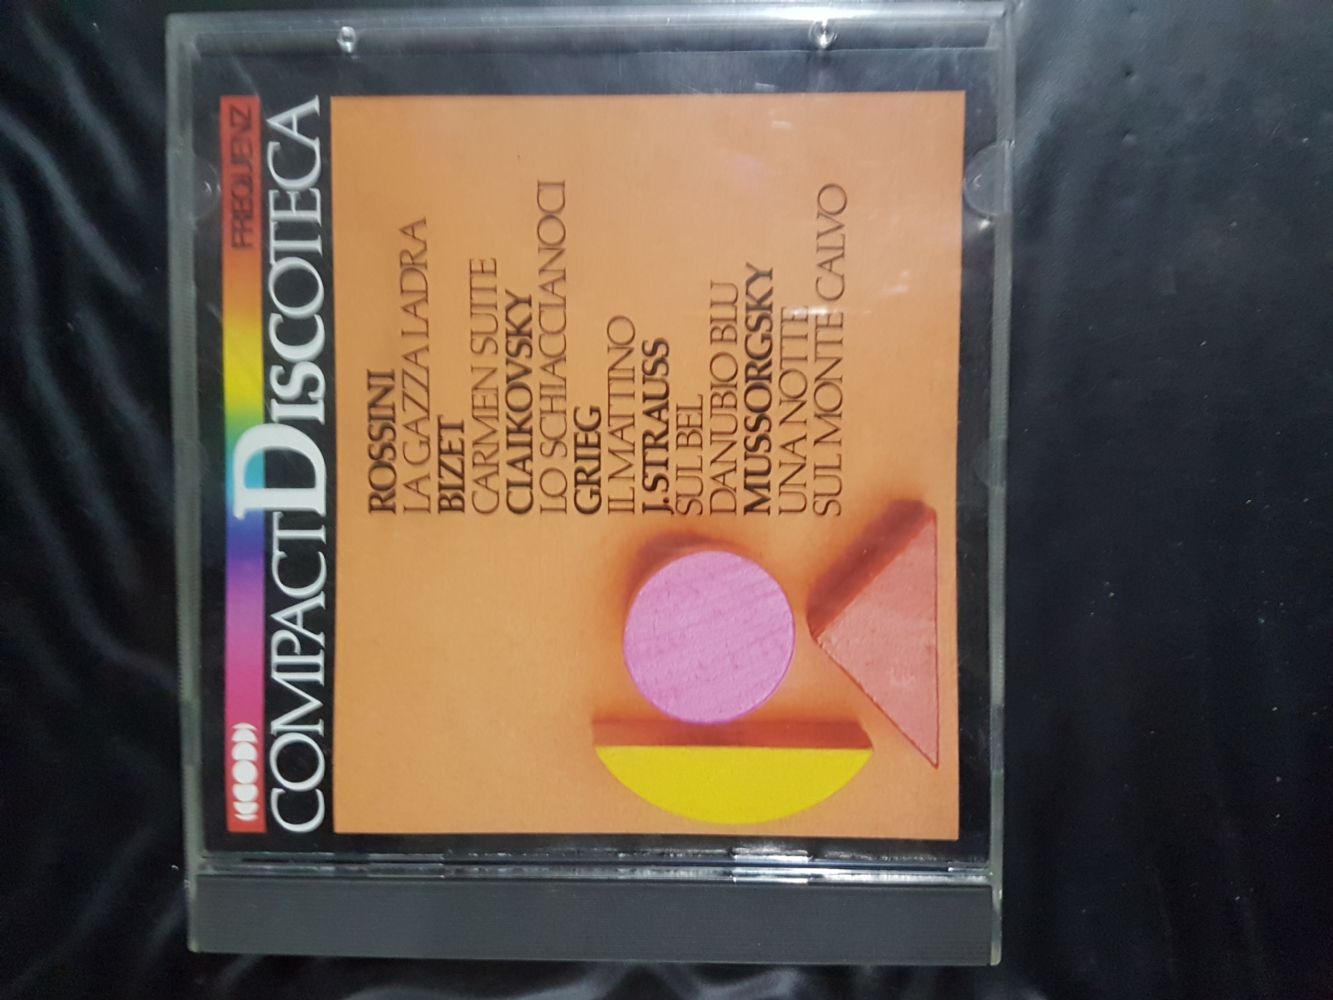 FREQUENZ
COMPACT DISCOTECA
ROSSINI
LA GAZZA LADRA
BIZET
CARMEN SUITE
CIAIKOVSKY
LO SCHIACCIANOCI
GRIEG
IL MATTINO
J. STRAUSS
SUL BEL
DANUBIO BLU
MUSSORGSKY
UNA NOTTE
SUL MONTE CALVO